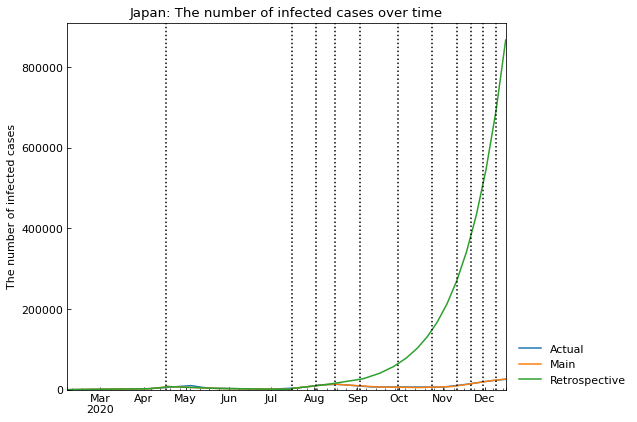 Japan: The number of infected cases over time
The number of infected cases
800000
600000
400000
200000
0
Mar Apr May Jun Jul Aug Sep Oct Nov Dec
2020
Actual
Main
Retrospective